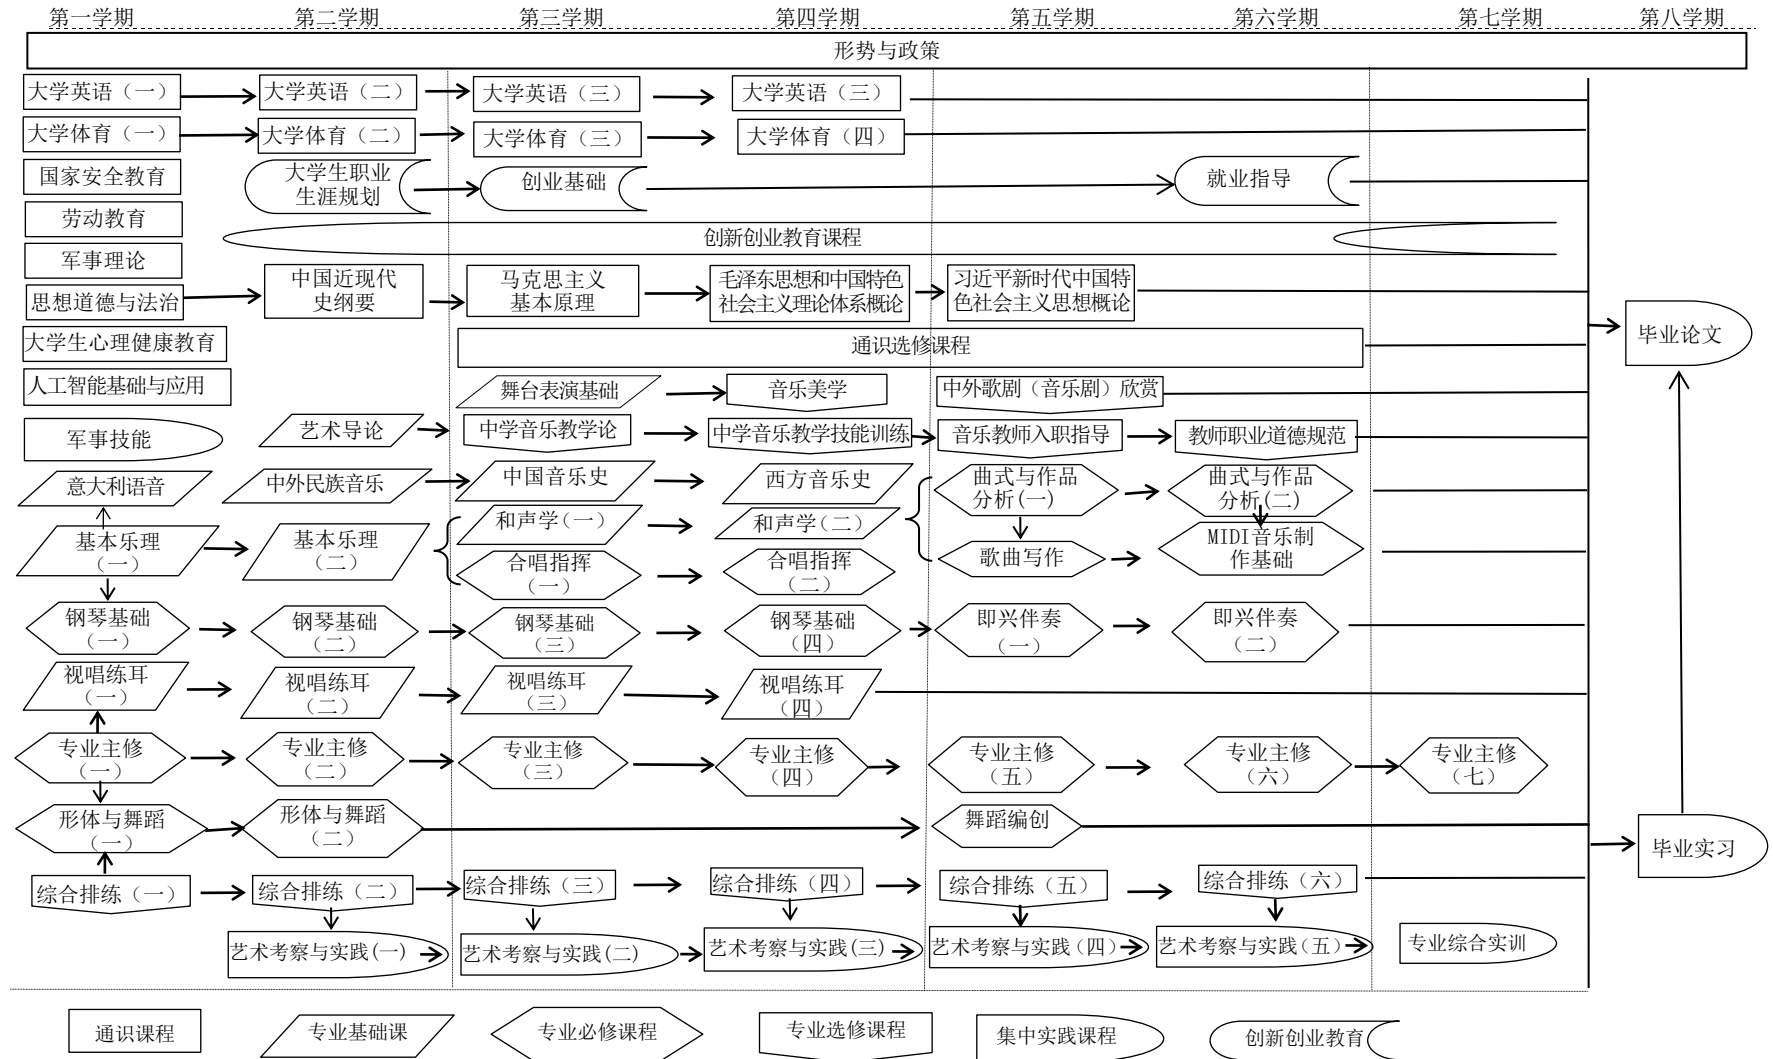 第一学期 第二学期 第三学期 第四学期 第五学期 第六学期 第七学期 第八学期
形势与政策
大学英语（一） 大学英语（二） 大学英语（三） 大学英语（三）
大学体育（一） 大学体育（二） 大学体育（三） 大学体育（四）
国家安全教育
大学生职业
生涯规划
创业基础
就业指导
劳动教育
创新创业教育课程
军事理论
思想道德与法治
中国近现代
史纲要
马克思主义
基本原理
毛泽东思想和中国特色
社会主义理论体系概论
习近平新时代中国特
色社会主义思想概论
毕业论文
大学生心理健康教育
通识选修课程
人工智能基础与应用
舞台表演基础 音乐美学 中外歌剧（音乐剧）欣赏
军事技能
艺术导论 中学音乐教学论 中学音乐教学技能训练 音乐教师入职指导 教师职业道德规范
意大利语音
中外民族音乐 中国音乐史 西方音乐史
曲式与作品
分析(一)
曲式与作品
分析(二)
基本乐理
（一）
基本乐理
（二）
和声学(一) 和声学(二)
合唱指挥
（一）
合唱指挥
（二）
歌曲写作
MIDI音乐制
作基础
钢琴基础
（一）
钢琴基础
（二）
钢琴基础
（三）
钢琴基础
（四）
即兴伴奏
（一）
即兴伴奏
（二）
视唱练耳
（一）
视唱练耳
（二）
视唱练耳
（三）
视唱练耳
（四）
专业主修
（一）
专业主修
（二）
专业主修
（三）
专业主修
（四）
专业主修
（五）
专业主修
（六）
专业主修
（七）
形体与舞蹈
（一）
形体与舞蹈
（二）
舞蹈编创
毕业实习
综合排练（一） 综合排练（二） 综合排练（三） 综合排练（四） 综合排练（五） 综合排练（六）
艺术考察与实践(一) 艺术考察与实践(二) 艺术考察与实践(三) 艺术考察与实践（四） 艺术考察与实践（五） 专业综合实训
通识课程 专业基础课 专业必修课程 专业选修课程 集中实践课程 创新创业教育